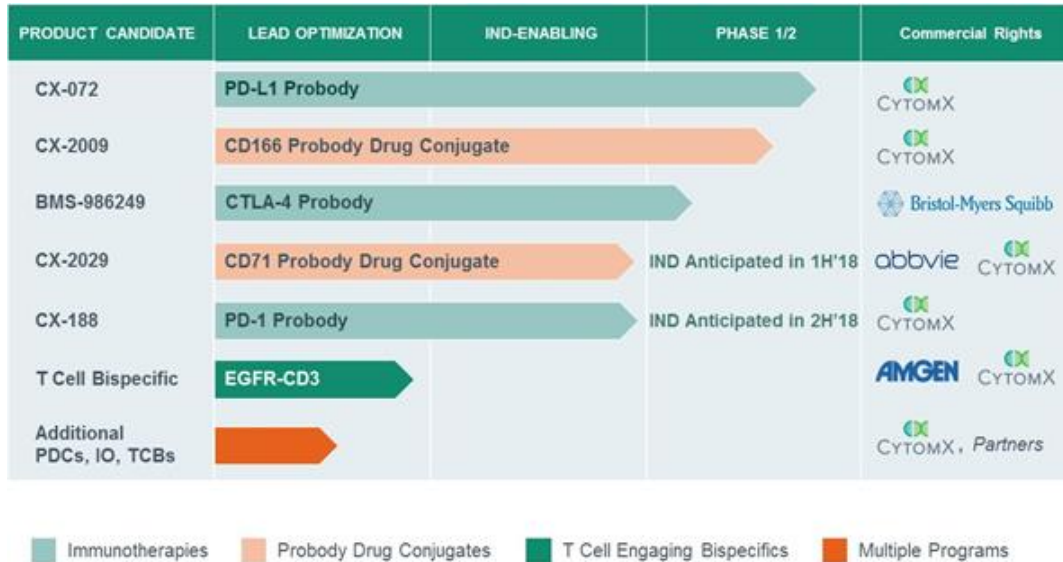 PRODUCT CANDIDATE LEAD OPTIMIZATION IND-ENABLING PHASE 1/2 Commercial Rights
CX-072 PD-L1 Probody CYTOMX
CX-2009 CD166 Probody Drug Conjugate CYTOMX
BMS-986249 CTLA-4 Probody Bristol-Myers Squibb
CX-2029 CD71 Probody Drug Conjugate IND Anticipated in 1H'18 abbvie CYTOMX
CX-188 PD-1 Probody IND Anticipated in 2H'18 CYTOMX
T Cell Bispecific EGFR-CD3 AMGEN CYTOMX
Additional
PDCs, IO, TCBs CYTOMX, Partners
Immunotherapies Probody Drug Conjugates T Cell Engaging Bispecifics Multiple Programs